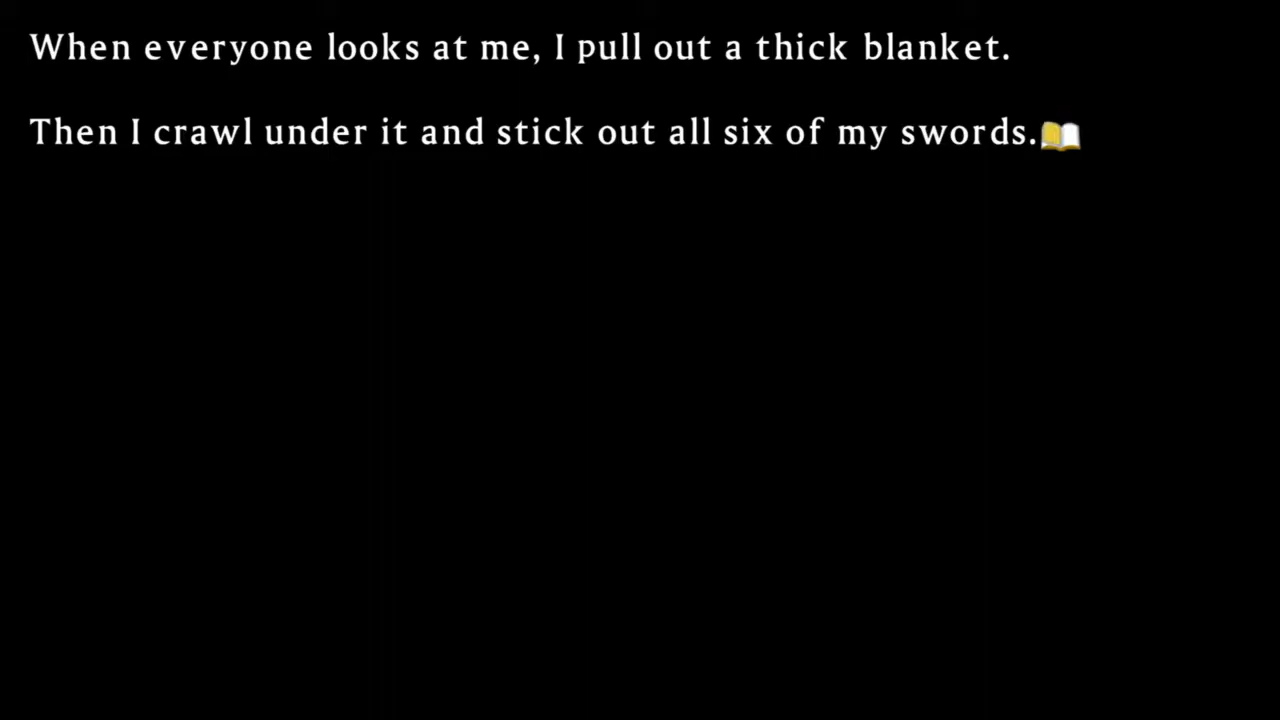 When everyone looks at me, I pull out a thick blanket.
Then I crawl under it and stick out all six of my swords.